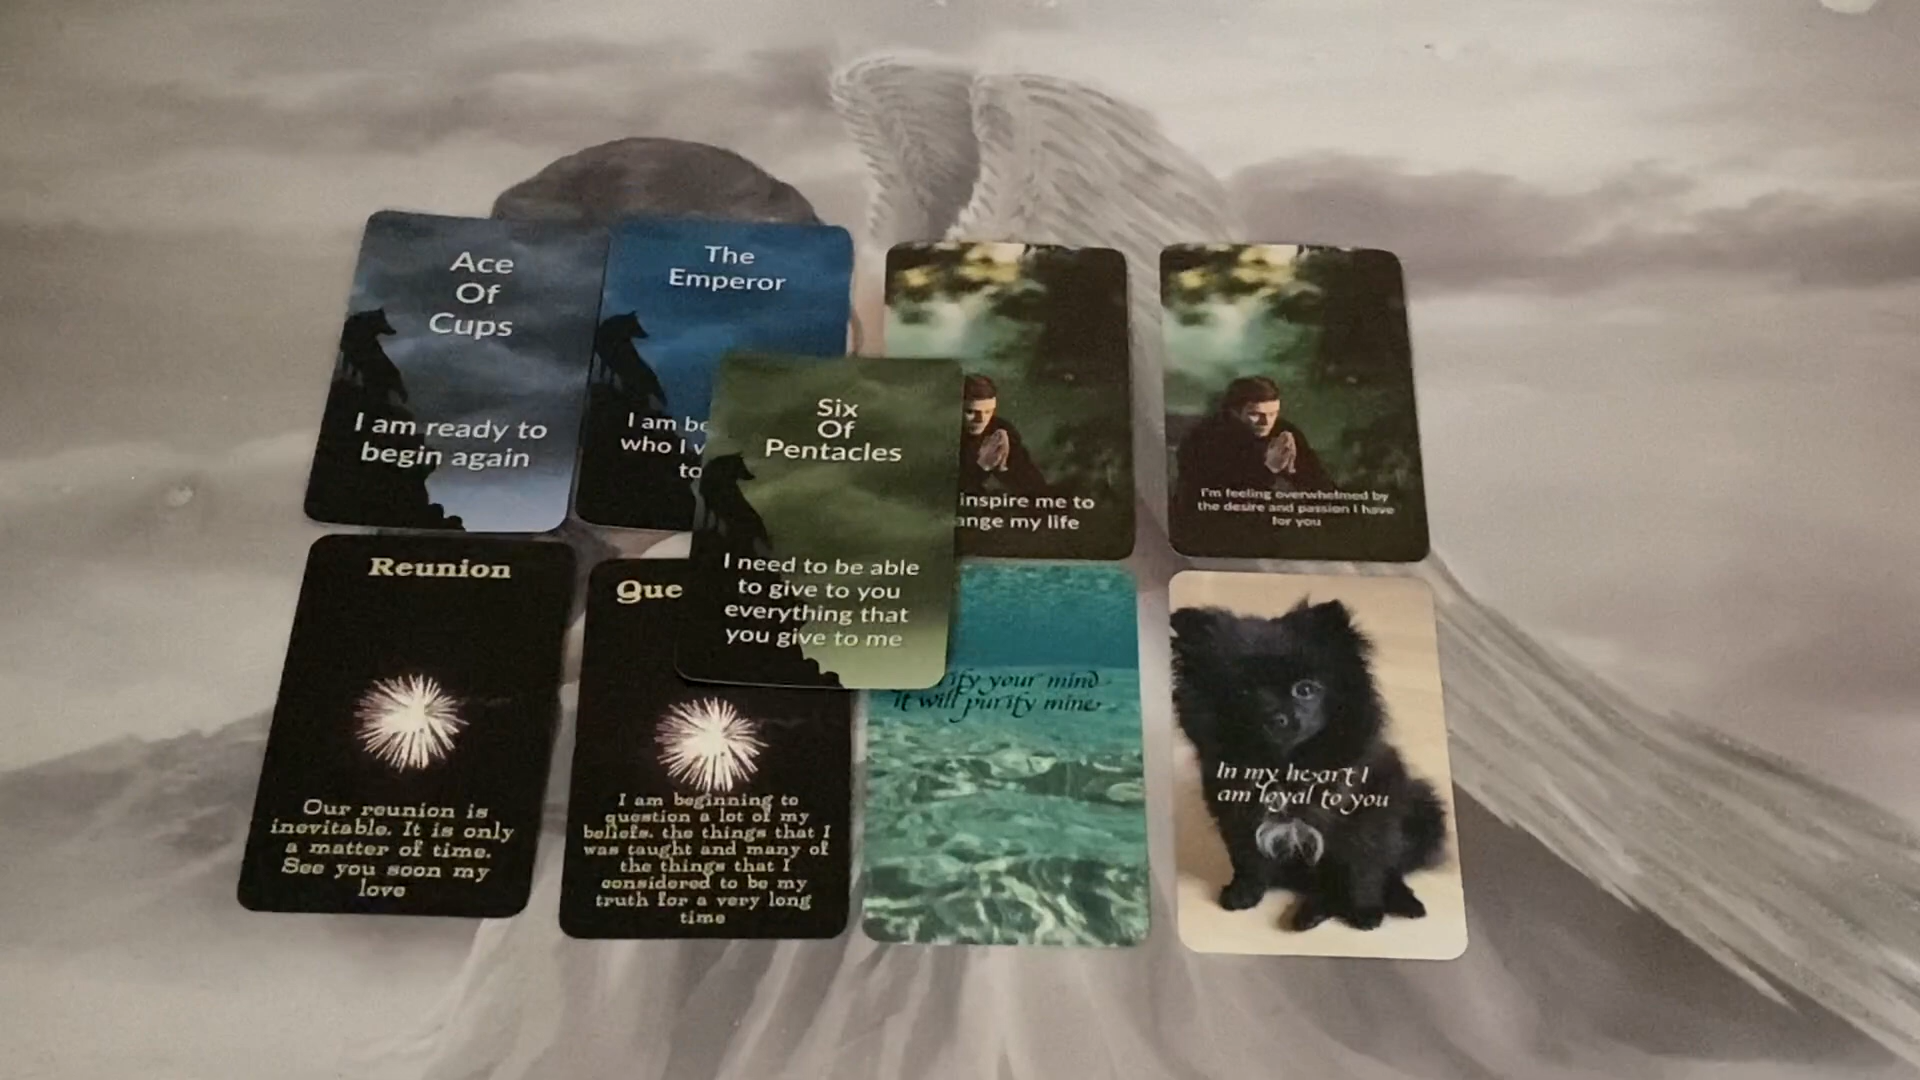 Ace
Of
Cups
I am ready to
begin again
The
Emperor
I am
who I
to
Six
Of
Pentacles
I need to be able
to give to you
everything that
you give to me
inspire me to
my life
I'm feeling overwhelmed by
the desire and passion I have
for you
Reunion
Our reunion is
inevitable. It is only
a matter of time.
See you soon my
love
Que
I am beginning to
question a lot of my
beliefs. the things that I
was taught and many of
the things that I
considered to be my
truth for a very long
time
your mind
it will purify mine
In my heart I
am loyal to you